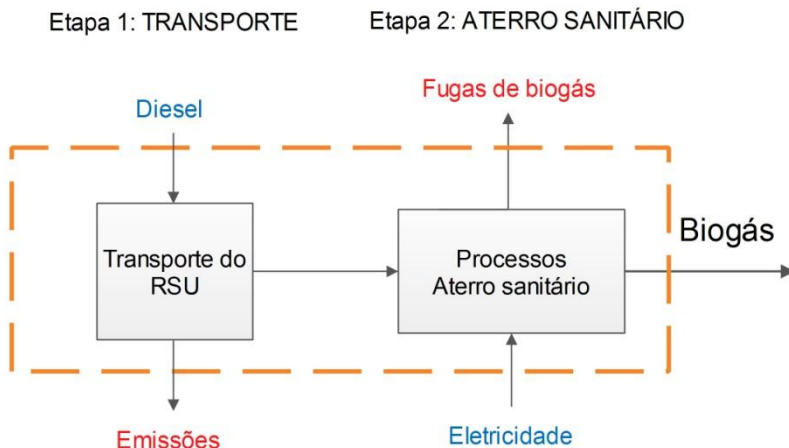 Etapa 1: TRANSPORTE
Etapa 2: ATERRO SANITÁRIO
Diesel
Fugas de biogás
Transporte do
RSU
Processos
Aterro sanitário
Biogás
Emissões
Eletricidade